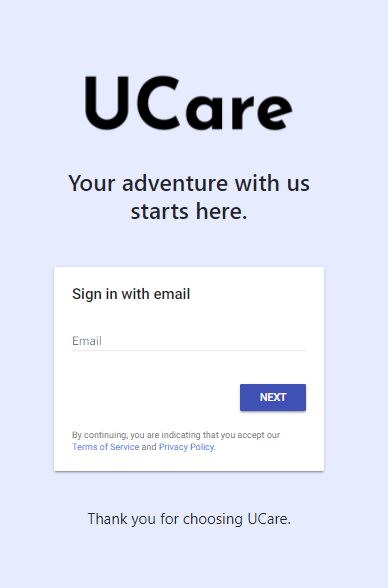 UCare
Your adventure with us
starts here.
Sign in with email
Email
NEXT
By continuing, you are indicating that you accept our
Terms of Service and Privacy Policy.
Thank you for choosing UCare.